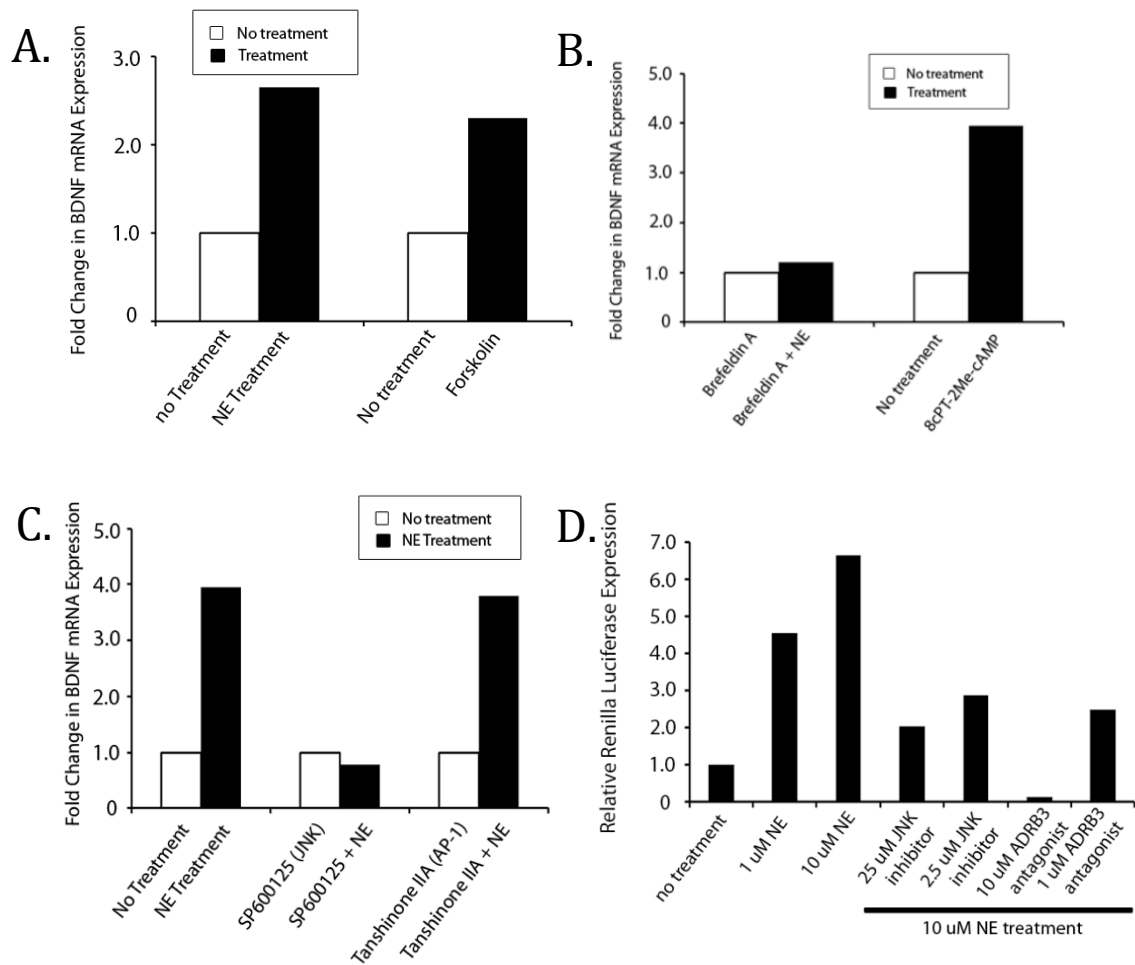 A.
No treatment
Treatment
Fold Change in BDNF mRNA Expression
3.0
2.0
1.0
0
no Treatment
NE Treatment
No treatment
Forskolin
B.
No treatment
Treatment
Fold Change in BDNF mRNA Expression
5.0
4.0
3.0
2.0
1.0
0
Brefeldin A
Brefeldin A + NE
No treatment
8cPT-2Me-cAMP
C.
No treatment
NE Treatment
Fold Change in BDNF mRNA Expression
5.0
4.0
3.0
2.0
1.0
0
No Treatment
NE Treatment
SP600125 (JNK)
SP600125 + NE
Tanshinone IIA (AP-1)
Tanshinone IIA + NE
D.
Relative Renilla Luciferase Expression
7.0
6.0
5.0
4.0
3.0
2.0
1.0
0
no treatment
1 uM NE
10 uM NE
25 uM JNK
inhibitor
2.5 uM JNK
inhibitor
10 uM ADRB3
antagonist
1 uM ADRB3
antagonist
10 uM NE treatment